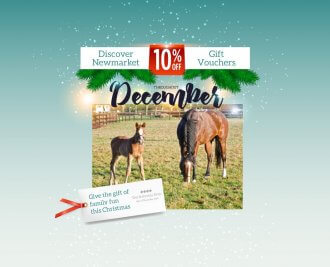 Discover
Newmarket
10%
OFF
Gift
Vouchers
THROUGHOUT
December
Give the gift of
family fun
this Christmas